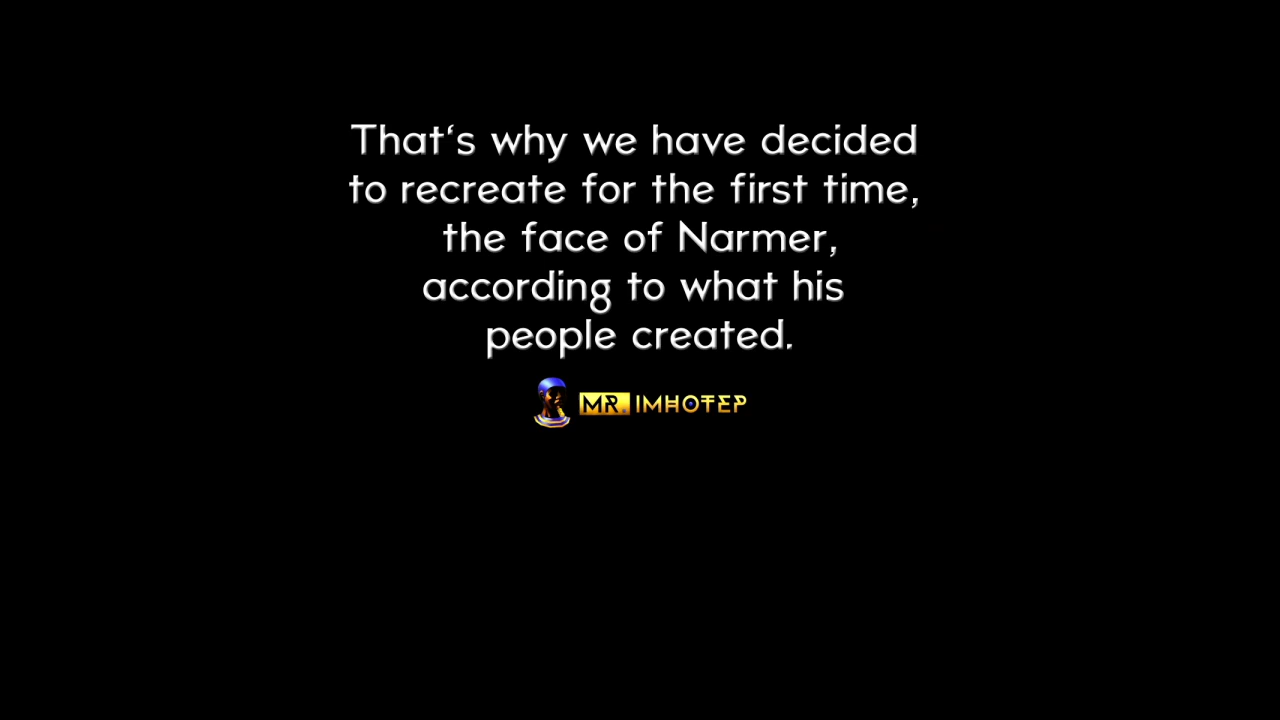 That's why we have decided
to recreate for the first time,
the face of Narmer,
according to what his
people created.
MR. IMHOTEP